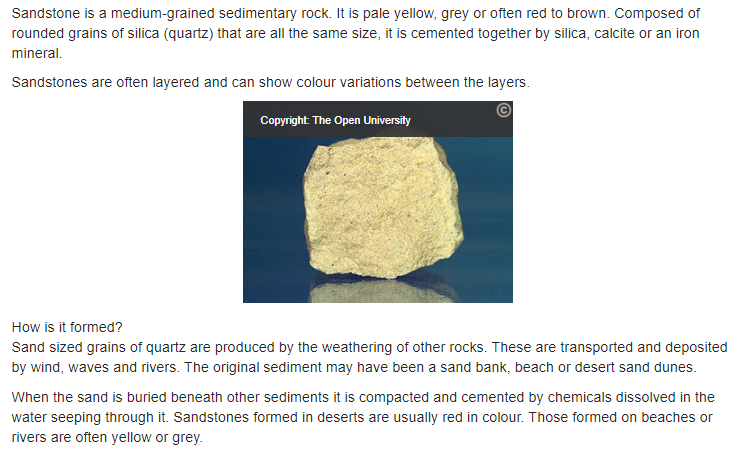 Sandstone is a medium-grained sedimentary rock. It is pale yellow, grey or often red to brown. Composed of
rounded grains of silica (quartz) that are all the same size, it is cemented together by silica, calcite or an iron
mineral.
Sandstones are often layered and can show colour variations between the layers.
©
Copyright: The Open University
How is it formed?
Sand sized grains of quartz are produced by the weathering of other rocks. These are transported and deposited
by wind, waves and rivers. The original sediment may have been a sand bank, beach or desert sand dunes.
When the sand is buried beneath other sediments it is compacted and cemented by chemicals dissolved in the
water seeping through it. Sandstones formed in deserts are usually red in colour. Those formed on beaches or
rivers are often yellow or grey.